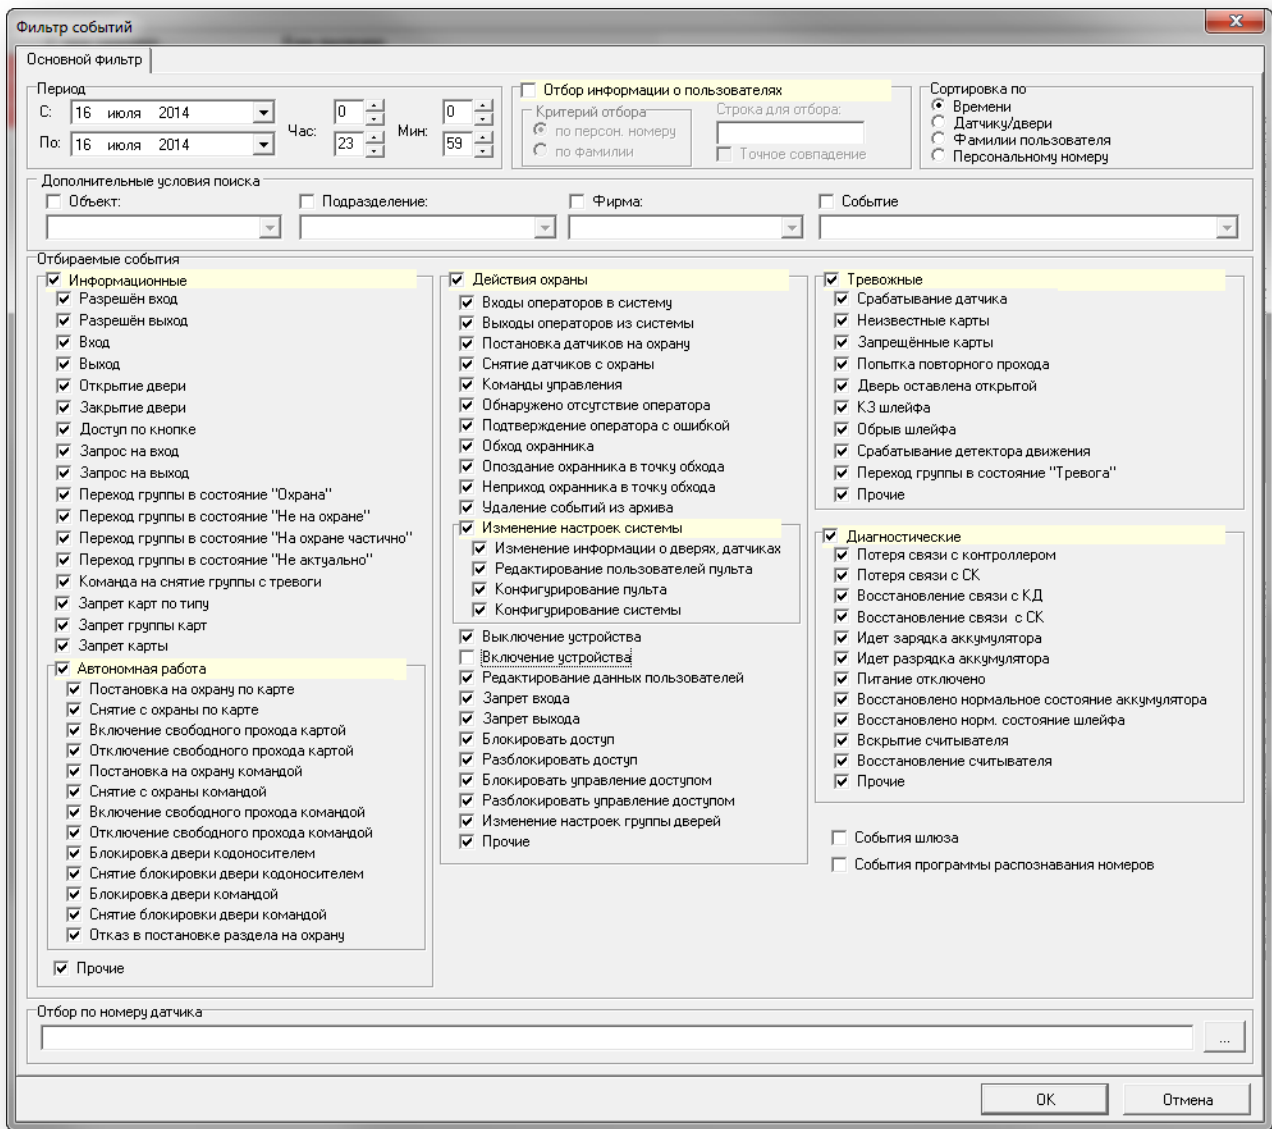 Фильтр событий
Основной фильтр
Период
С: 16 июля 2014
По: 16 июля 2014
Час: 0
23
Мин: 0
59
Отбор информации о пользователях
Критерий отбора
по персон. номеру
по фамилии
Строка для отбора:
Точное совпадение
Сортировка по
Времени
Датчику/двери
Фамилии пользователя
Персональному номеру
Дополнительные условия поиска
Объект:
Подразделение:
Фирма:
Событие
Отбираемые события
Информационные
Разрешён вход
Разрешён выход
Вход
Выход
Открытие двери
Закрытие двери
Доступ по кнопке
Запрос на вход
Запрос на выход
Переход группы в состояние "Охрана"
Переход группы в состояние "Не на охране"
Переход группы в состояние "На охране частично"
Переход группы в состояние "Не актуально"
Команда на снятие группы с тревоги
Запрет карт по типу
Запрет группы карт
Запрет карты
Автономная работа
Постановка на охрану по карте
Снятие с охраны по карте
Включение свободного прохода картой
Отключение свободного прохода картой
Постановка на охрану командой
Снятие с охраны командой
Включение свободного прохода командой
Отключение свободного прохода командой
Блокировка двери кодоносителем
Снятие блокировки двери кодоносителем
Блокировка двери командой
Снятие блокировки двери командой
Отказ в постановке раздела на охрану
Прочие
Действия охраны
Входы операторов в систему
Выходы операторов из системы
Постановка датчиков на охрану
Снятие датчиков с охраны
Команды управления
Обнаружено отсутствие оператора
Подтверждение оператора с ошибкой
Обход охранника
Опоздание охранника в точку обхода
Неприход охранника в точку обхода
Удаление событий из архива
Изменение настроек системы
Изменение информации о дверях, датчиках
Редактирование пользователей пульта
Конфигурирование пульта
Конфигурирование системы
Выключение устройства
Включение устройства
Редактирование данных пользователей
Запрет входа
Запрет выхода
Блокировать доступ
Разблокировать доступ
Блокировать управление доступом
Разблокировать управление доступом
Изменение настроек группы дверей
Прочие
Тревожные
Срабатывание датчика
Неизвестные карты
Запрещённые карты
Попытка повторного прохода
Дверь оставлена открытой
КЗ шлейфа
Обрыв шлейфа
Срабатывание детектора движения
Переход группы в состояние "Тревога"
Прочие
Диагностические
Потеря связи с контроллером
Потеря связи с СК
Восстановление связи с КД
Восстановление связи с СК
Идет зарядка аккумулятора
Идет разрядка аккумулятора
Питание отключено
Восстановлено нормальное состояние аккумулятора
Восстановлено норм. состояние шлейфа
Вскрытие считывателя
Восстановление считывателя
Прочие
События шлюза
События программы распознавания номеров
Отбор по номеру датчика
...
OK
Отмена